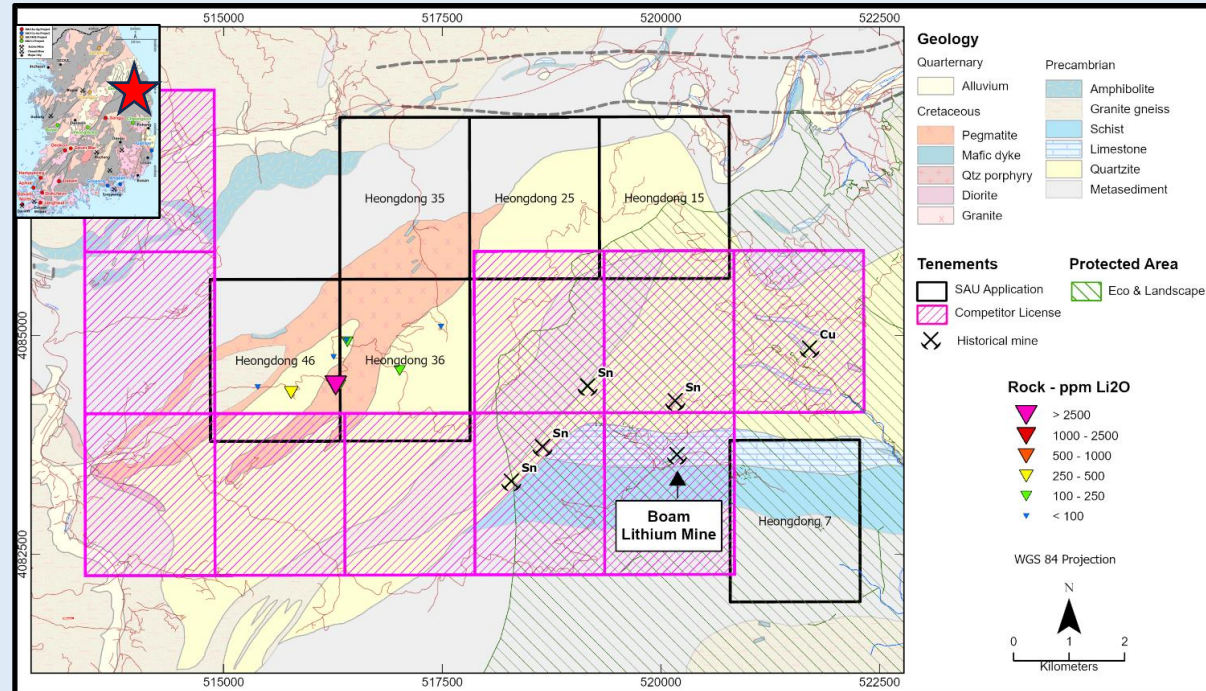 515000
517500
520000
522500
4085000
4082500
Heongdong 35
Heongdong 25
Heongdong 15
Heongdong 46
Heongdong 36
Heongdong 7
Cu
Sn
Sn
Sn
Sn
Boam
Lithium Mine
515000
517500
520000
522500
Geology
Quaternary
Alluvium
Cretaceous
Pegmatite
Mafic dyke
Qtz porphyry
Diorite
Granite
Precambrian
Amphibolite
Granite gneiss
Schist
Limestone
Quartzite
Metasediment
Tenements
SAU Application
Competitor License
Historical mine
Protected Area
Eco & Landscape
Rock - ppm Li2O
> 2500
1000 - 2500
500 - 1000
250 - 500
100 - 250
< 100
WGS 84 Projection
N
0 1 2
Kilometers